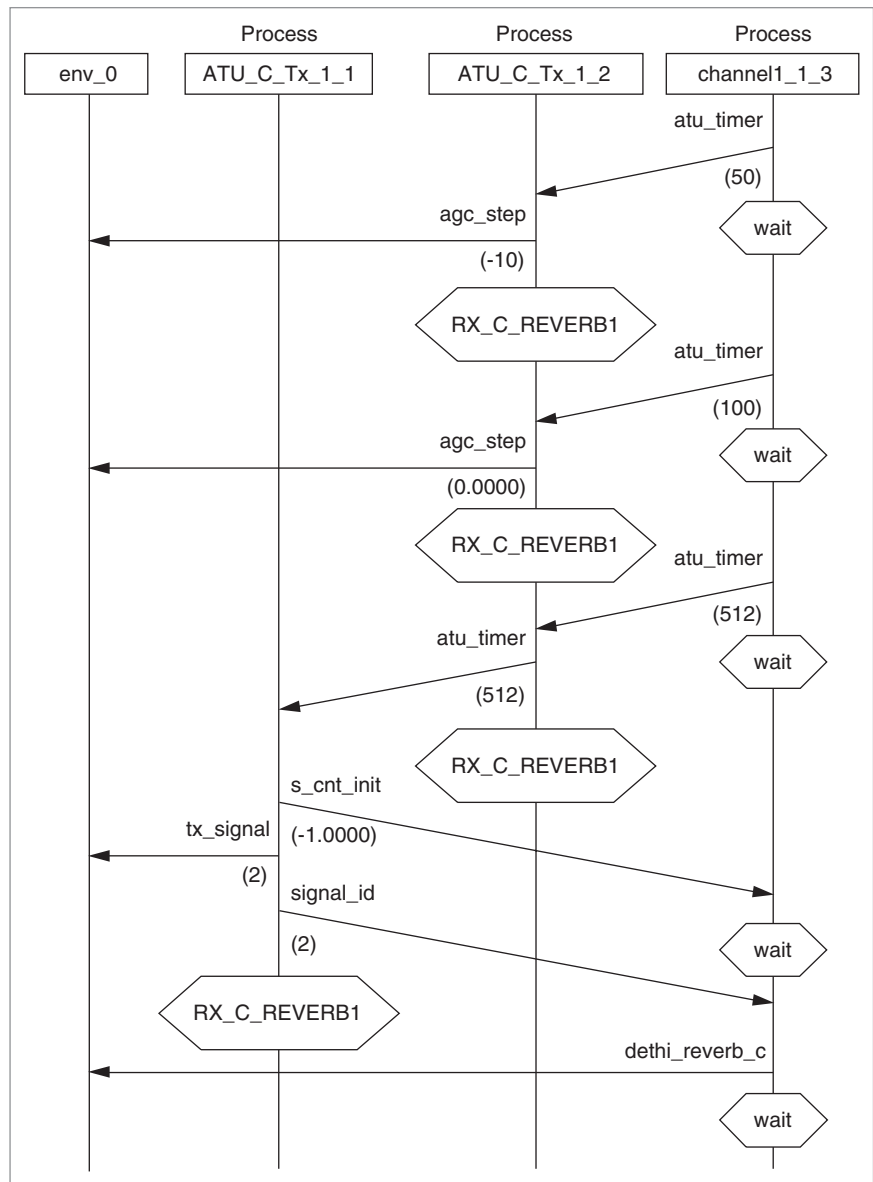 Process Process Process
env_0 ATU_C_Tx_1_1 ATU_C_Tx_1_2 channel1_1_3
atu_timer
(50)
agc_step
wait
(-10)
RX_C_REVERB1
atu_timer
(100)
agc_step
wait
(0.0000)
RX_C_REVERB1
atu_timer
(512)
atu_timer
wait
(512)
RX_C_REVERB1
s_cnt_init
tx_signal
(-1.0000)
(2)
signal_id
(2)
wait
RX_C_REVERB1
dethi_reverb_c
wait